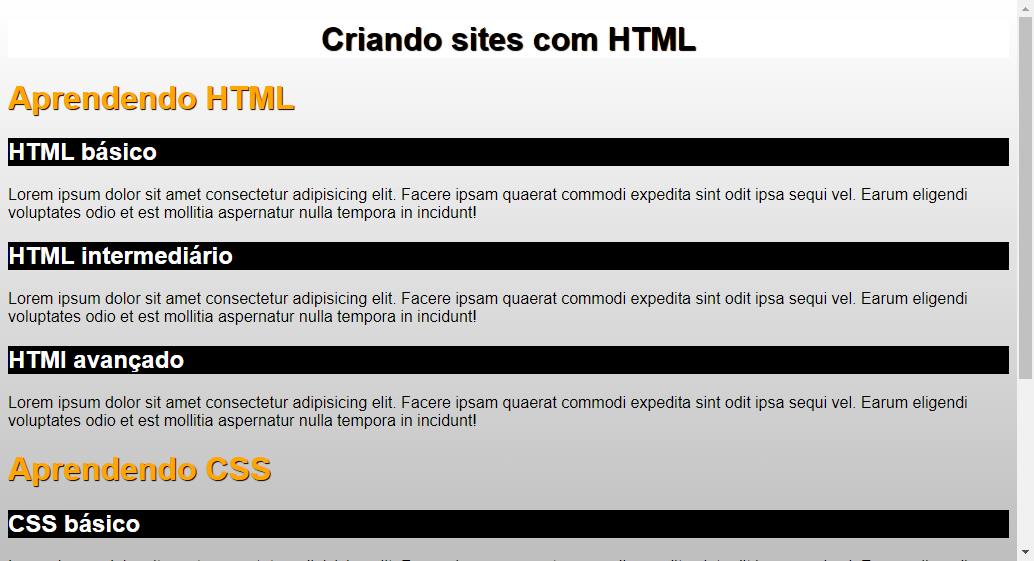 Criando sites com HTML
Aprendendo HTML
HTML básico
Lorem ipsum dolor sit amet consectetur adipisicing elit. Facere ipsam quaerat commodi expedita sint odit ipsa sequi vel. Earum eligendi
voluptates odio et est mollitia aspernatur nulla tempora in incidunt!
HTML intermediário
Lorem ipsum dolor sit amet consectetur adipisicing elit. Facere ipsam quaerat commodi expedita sint odit ipsa sequi vel. Earum eligendi
voluptates odio et est mollitia aspernatur nulla tempora in incidunt!
HTMl avançado
Lorem ipsum dolor sit amet consectetur adipisicing elit. Facere ipsam quaerat commodi expedita sint odit ipsa sequi vel. Earum eligendi
voluptates odio et est mollitia aspernatur nulla tempora in incidunt!
Aprendendo CSS
CSS básico